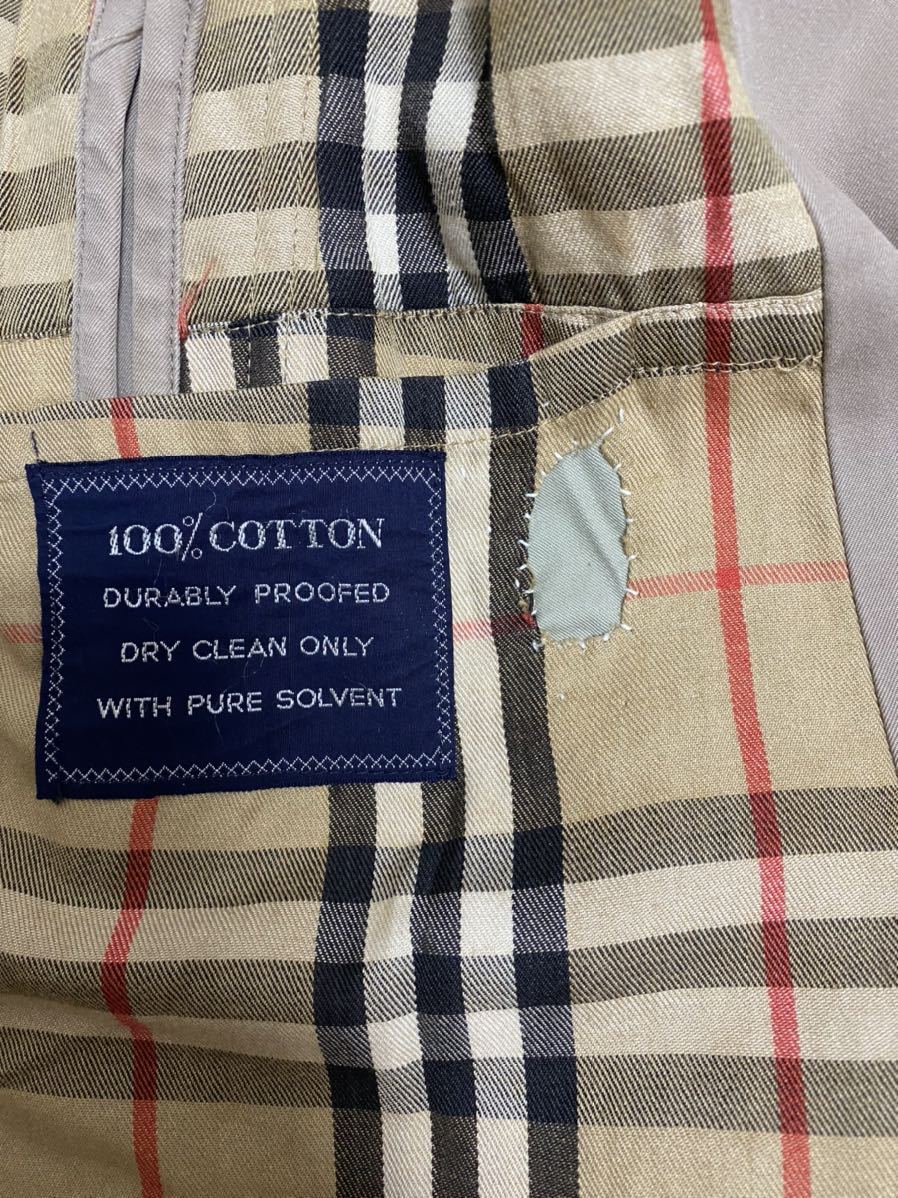 100% COTTON
DURABLY PROOFED
DRY CLEAN ONLY
WITH PURE SOLVENT